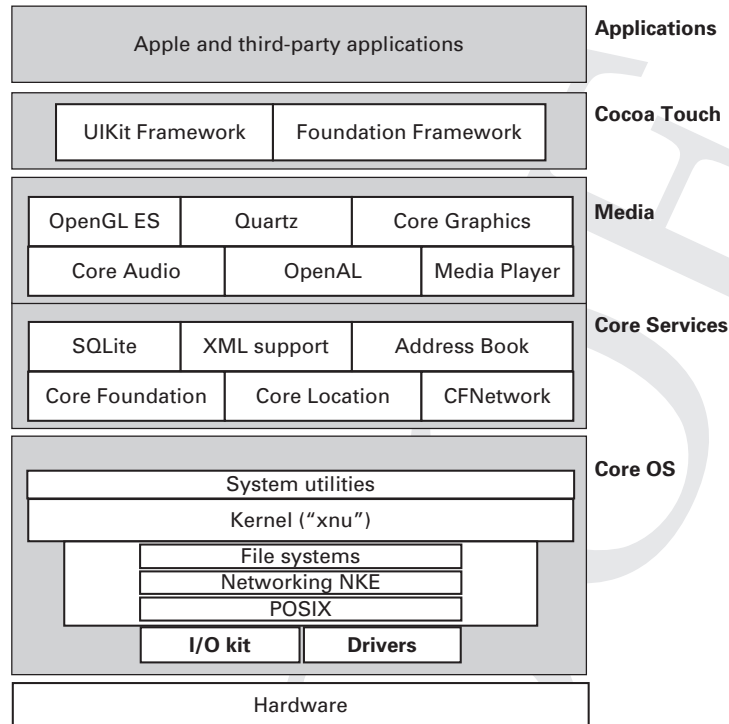 Apple and third-party applications
Applications
UIKit Framework
Foundation Framework
Cocoa Touch
OpenGL ES
Quartz
Core Graphics
Media
Core Audio
OpenAL
Media Player
SQLite
XML support
Address Book
Core Services
Core Foundation
Core Location
CFNetwork
Core OS
System utilities
Kernel (“xnu”)
File systems
Networking NKE
POSIX
I/O kit
Drivers
Hardware